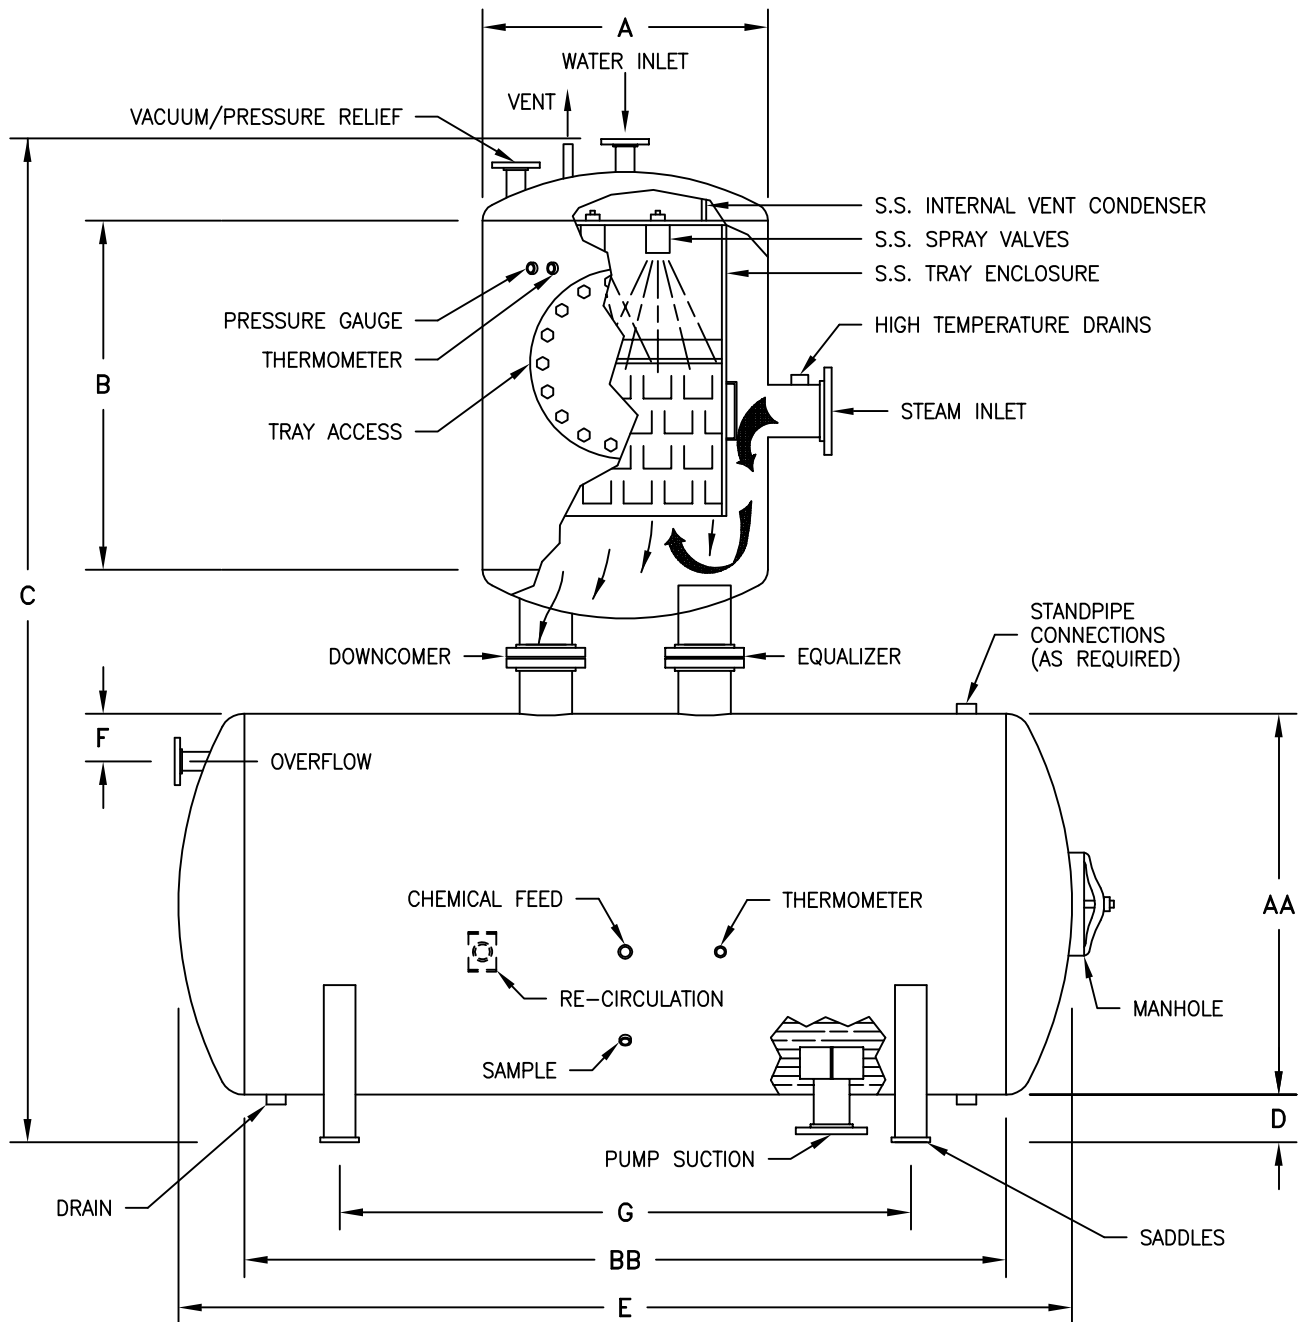 A
WATER INLET
VENT
VACUUM/PRESSURE RELIEF
S.S. INTERNAL VENT CONDENSER
S.S. SPRAY VALVES
S.S. TRAY ENCLOSURE
PRESSURE GAUGE
HIGH TEMPERATURE DRAINS
THERMOMETER
B
STEAM INLET
TRAY ACCESS
C
STANDPIPE
CONNECTIONS
(AS REQUIRED)
DOWNCOMER
EQUALIZER
F
OVERFLOW
CHEMICAL FEED
THERMOMETER
AA
RE-CIRCULATION
MANHOLE
SAMPLE
D
PUMP SUCTION
DRAIN
G
SADDLES
BB
E